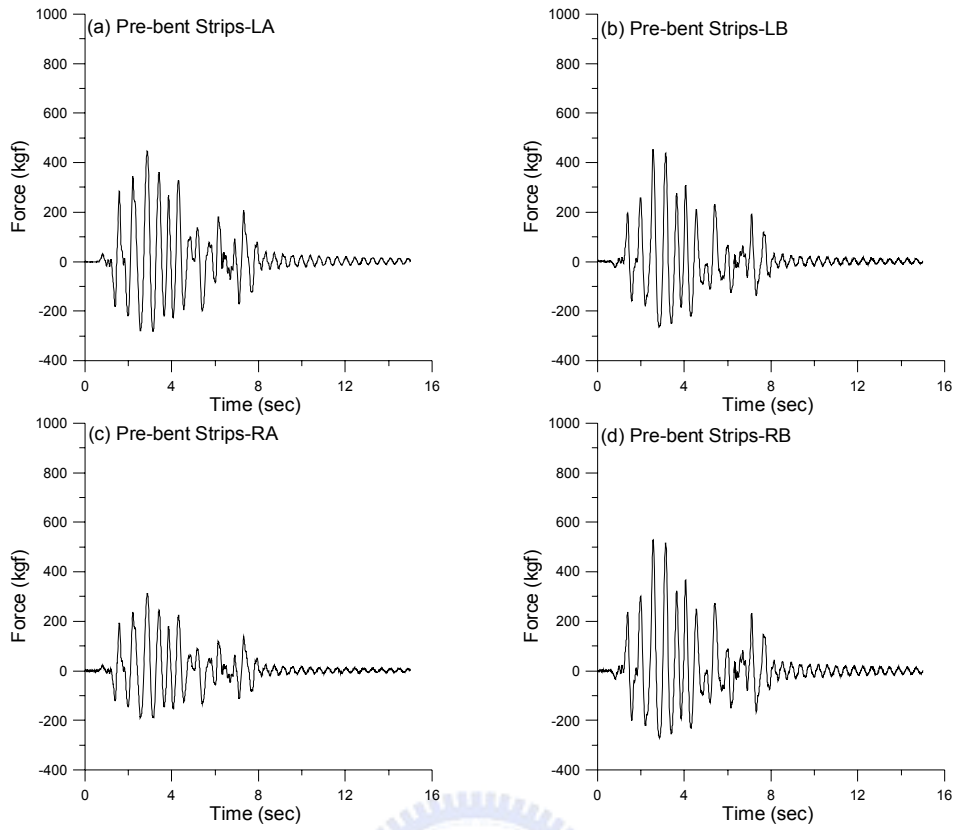 (a) Pre-bent Strips-LA
1000
800
600
400
200
0
-200
-400
Force (kgf)
0 4 8 12 16
Time (sec)
(b) Pre-bent Strips-LB
1000
800
600
400
200
0
-200
-400
Force (kgf)
0 4 8 12 16
Time (sec)
(c) Pre-bent Strips-RA
1000
800
600
400
200
0
-200
-400
Force (kgf)
0 4 8 12 16
Time (sec)
(d) Pre-bent Strips-RB
1000
800
600
400
200
0
-200
-400
Force (kgf)
0 4 8 12 16
Time (sec)